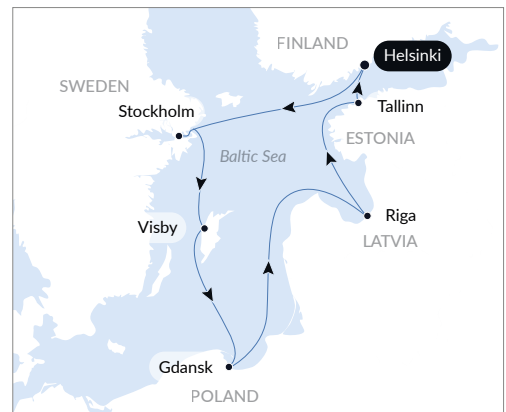 FINLAND
Helsinki
SWEDEN
Stockholm
Tallinn
ESTONIA
Baltic Sea
Riga
Visby
LATVIA
Gdansk
POLAND